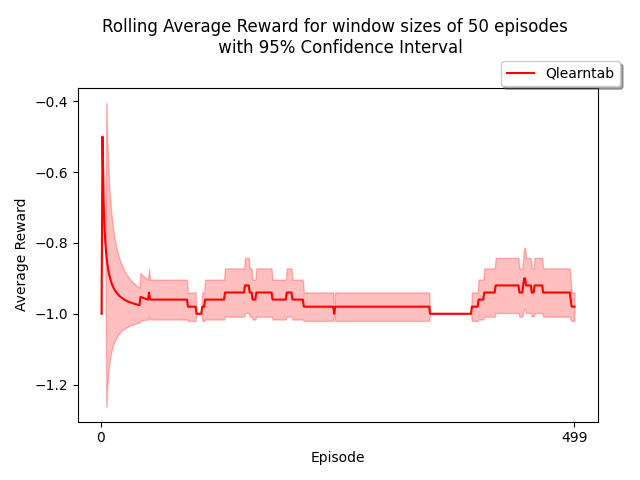 Rolling Average Reward for window sizes of 50 episodes
with 95% Confidence Interval
Qlearntab
−0.4
−0.6
−0.8
−1.0
−1.2
Average Reward
0
499
Episode